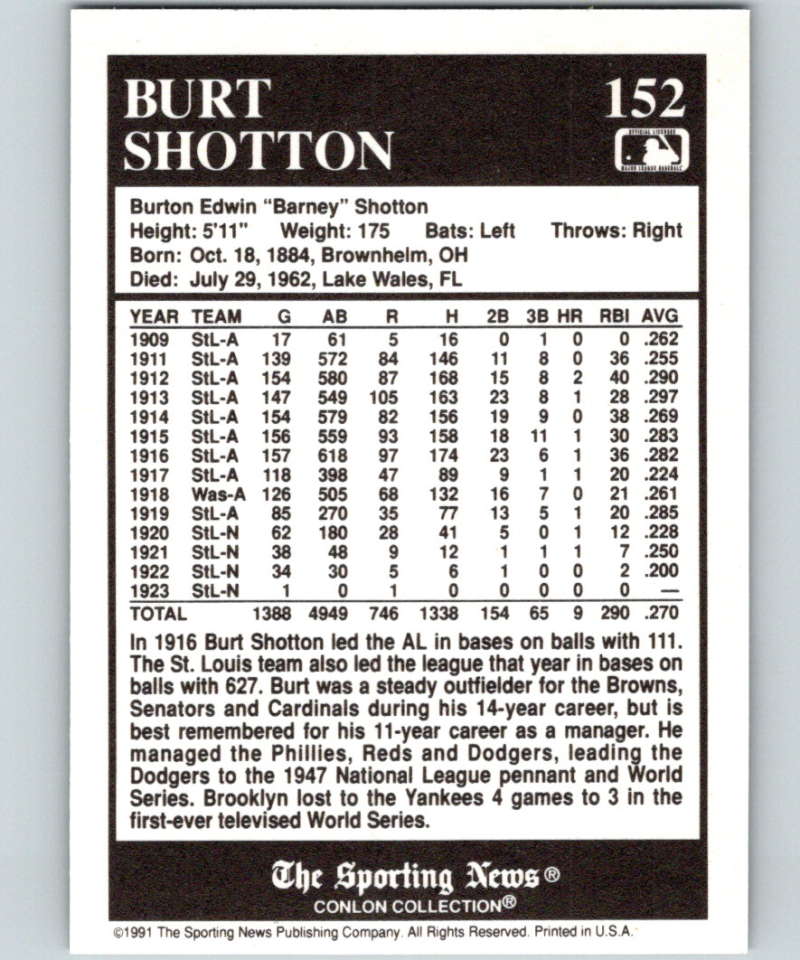 BURT 152
SHOTTON
OFFICIAL LICENSEE
MAJOR LEAGUE BASEBALL
Burton Edwin “Barney” Shotton
Height: 5'11" Weight: 175 Bats: Left Throws: Right
Born: Oct. 18, 1884, Brownhelm, OH
Died: July 29, 1962, Lake Wales, FL
YEAR TEAM G AB R H 2B 3B HR RBI AVG
1909 StL-A 17 61 5 16 0 1 0 0 .262
1911 StL-A 139 572 84 146 11 8 0 36 .255
1912 StL-A 154 580 87 168 15 8 2 40 .290
1913 StL-A 147 549 105 163 23 8 1 28 .297
1914 StL-A 154 579 82 156 19 9 0 38 .269
1915 StL-A 156 559 93 158 18 11 1 30 .283
1916 StL-A 157 618 97 174 23 6 1 36 .282
1917 StL-A 118 398 47 89 9 1 1 20 .224
1918 Was-A 126 505 68 132 16 7 0 21 .261
1919 StL-A 85 270 35 77 13 5 1 20 .285
1920 StL-N 62 180 28 41 5 0 1 12 .228
1921 StL-N 38 48 9 12 1 1 1 7 .250
1922 StL-N 34 30 5 6 1 0 0 2 .200
1923 StL-N 1 0 1 0 0 0 0 0 —
TOTAL 1388 4949 746 1338 154 65 9 290 .270
In 1916 Burt Shotton led the AL in bases on balls with 111.
The St. Louis team also led the league that year in bases on
balls with 627. Burt was a steady outfielder for the Browns,
Senators and Cardinals during his 14-year career, but is
best remembered for his 11-year career as a manager. He
managed the Phillies, Reds and Dodgers, leading the
Dodgers to the 1947 National League pennant and World
Series. Brooklyn lost to the Yankees 4 games to 3 in the
first-ever televised World Series.
The Sporting News®
CONLON COLLECTION®
©1991 The Sporting News Publishing Company. All Rights Reserved. Printed in U.S.A.